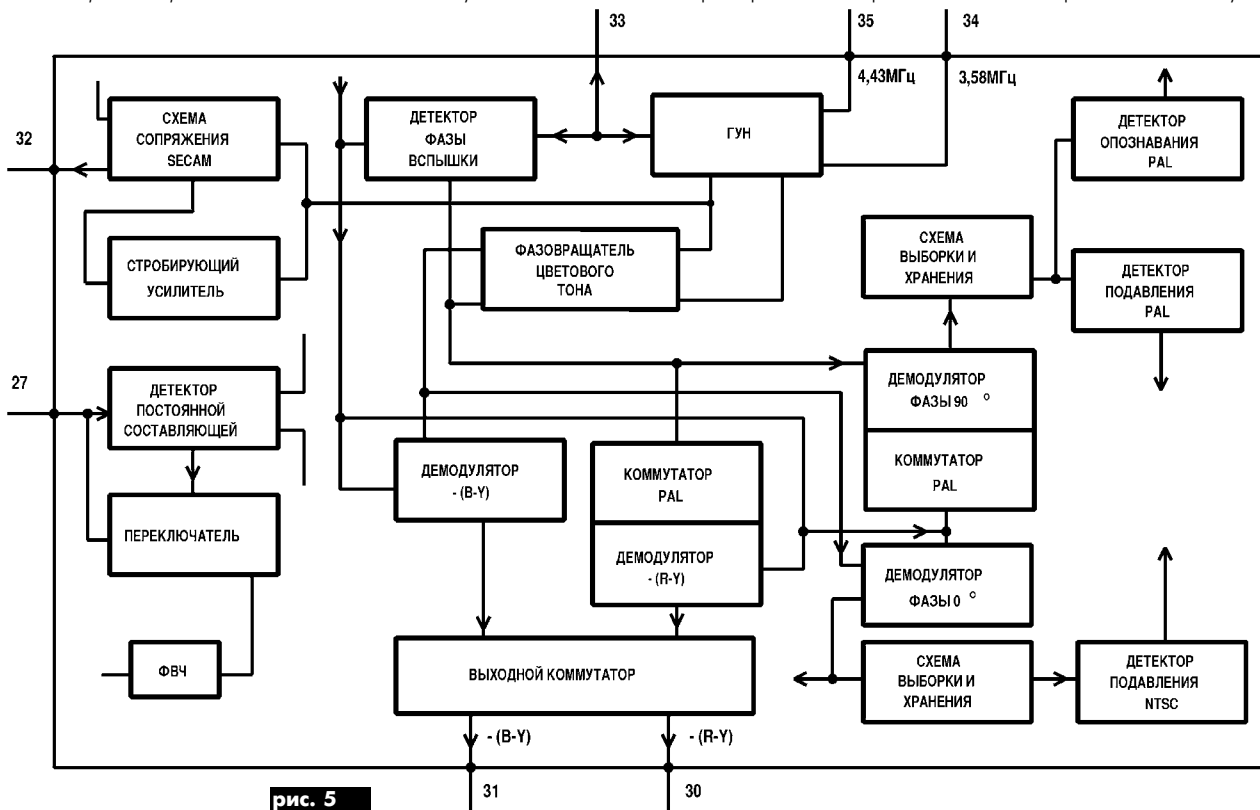 33
35
34
4,43МГц
3,58МГц
32
СХЕМА
СОПРЯЖЕНИЯ
SECAM
ДЕТЕКТОР
ФАЗЫ
ВСПЫШКИ
ГУН
ДЕТЕКТОР
ОПОЗНАВАНИЯ
PAL
СТРОБИРУЮЩИЙ
УСИЛИТЕЛЬ
ФАЗОВРАЩАТЕЛЬ
ЦВЕТОВОГО
ТОНА
СХЕМА
ВЫБОРКИ И
ХРАНЕНИЯ
ДЕТЕКТОР
ПОДАВЛЕНИЯ
PAL
27
ДЕТЕКТОР
ПОСТОЯННОЙ
СОСТАВЛЯЮЩЕЙ
ДЕМОДУЛЯТОР
ФАЗЫ 90 °
КОММУТАТОР
PAL
ДЕМОДУЛЯТОР
- (B-Y)
КОММУТАТОР
PAL
ПЕРЕКЛЮЧАТЕЛЬ
ДЕМОДУЛЯТОР
- (R-Y)
ДЕМОДУЛЯТОР
ФАЗЫ 0 °
ФВЧ
ВЫХОДНОЙ КОММУТАТОР
СХЕМА
ВЫБОРКИ И
ХРАНЕНИЯ
ДЕТЕКТОР
ПОДАВЛЕНИЯ
NTSC
- (B-Y)
- (R-Y)
31
30
рис. 5